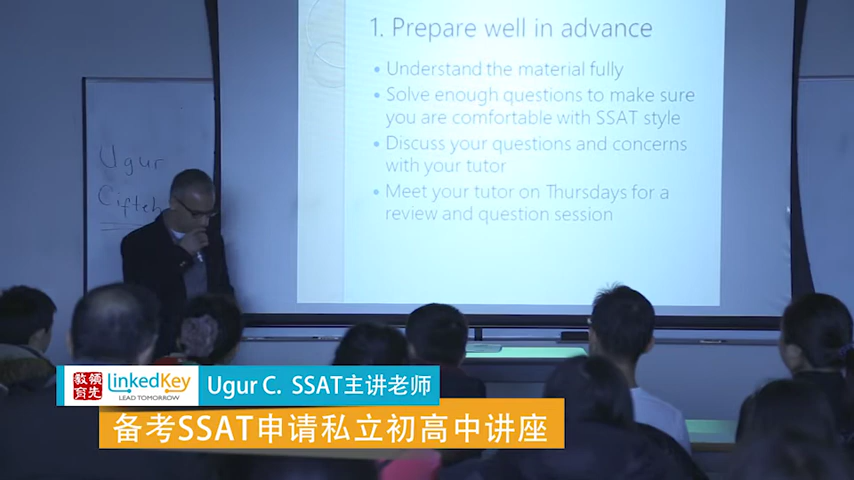 1. Prepare well in advance
• Understand the material fully
• Solve enough questions to make sure
you are comfortable with SSAT style
• Discuss your questions and concerns
with your tutor
• Meet your tutor on Thursdays for a
review and question session
Ugur
Cifteh
教育 领先
LinkedKey
LEAD TOMORROW
Ugur C. SSAT主讲老师
备考SSAT申请私立初高中讲座